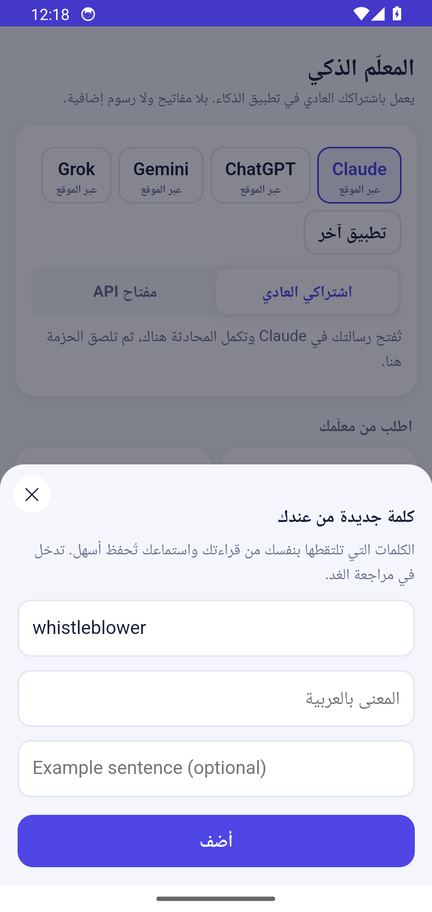 12:18
المعلّم الذكي
يعمل باشتراكك العادي في تطبيق الذكاء. بلا مفاتيح ولا رسوم إضافية.
Claude
عبر الموقع
ChatGPT
عبر الموقع
Gemini
عبر الموقع
Grok
عبر الموقع
تطبيق آخر
اشتراكي العادي
مفتاح API
تُفتح رسالتك في Claude وتكمل المحادثة هناك، ثم تلصق الحزمة
هنا.
اطلب من معلّمك
كلمة جديدة من عندك
الكلمات التي تلتقطها بنفسك من قراءتك واستماعك تُحفظ أسهل. تدخل
في مراجعة الغد.
whistleblower
المعنى بالعربية
Example sentence (optional)
أضف